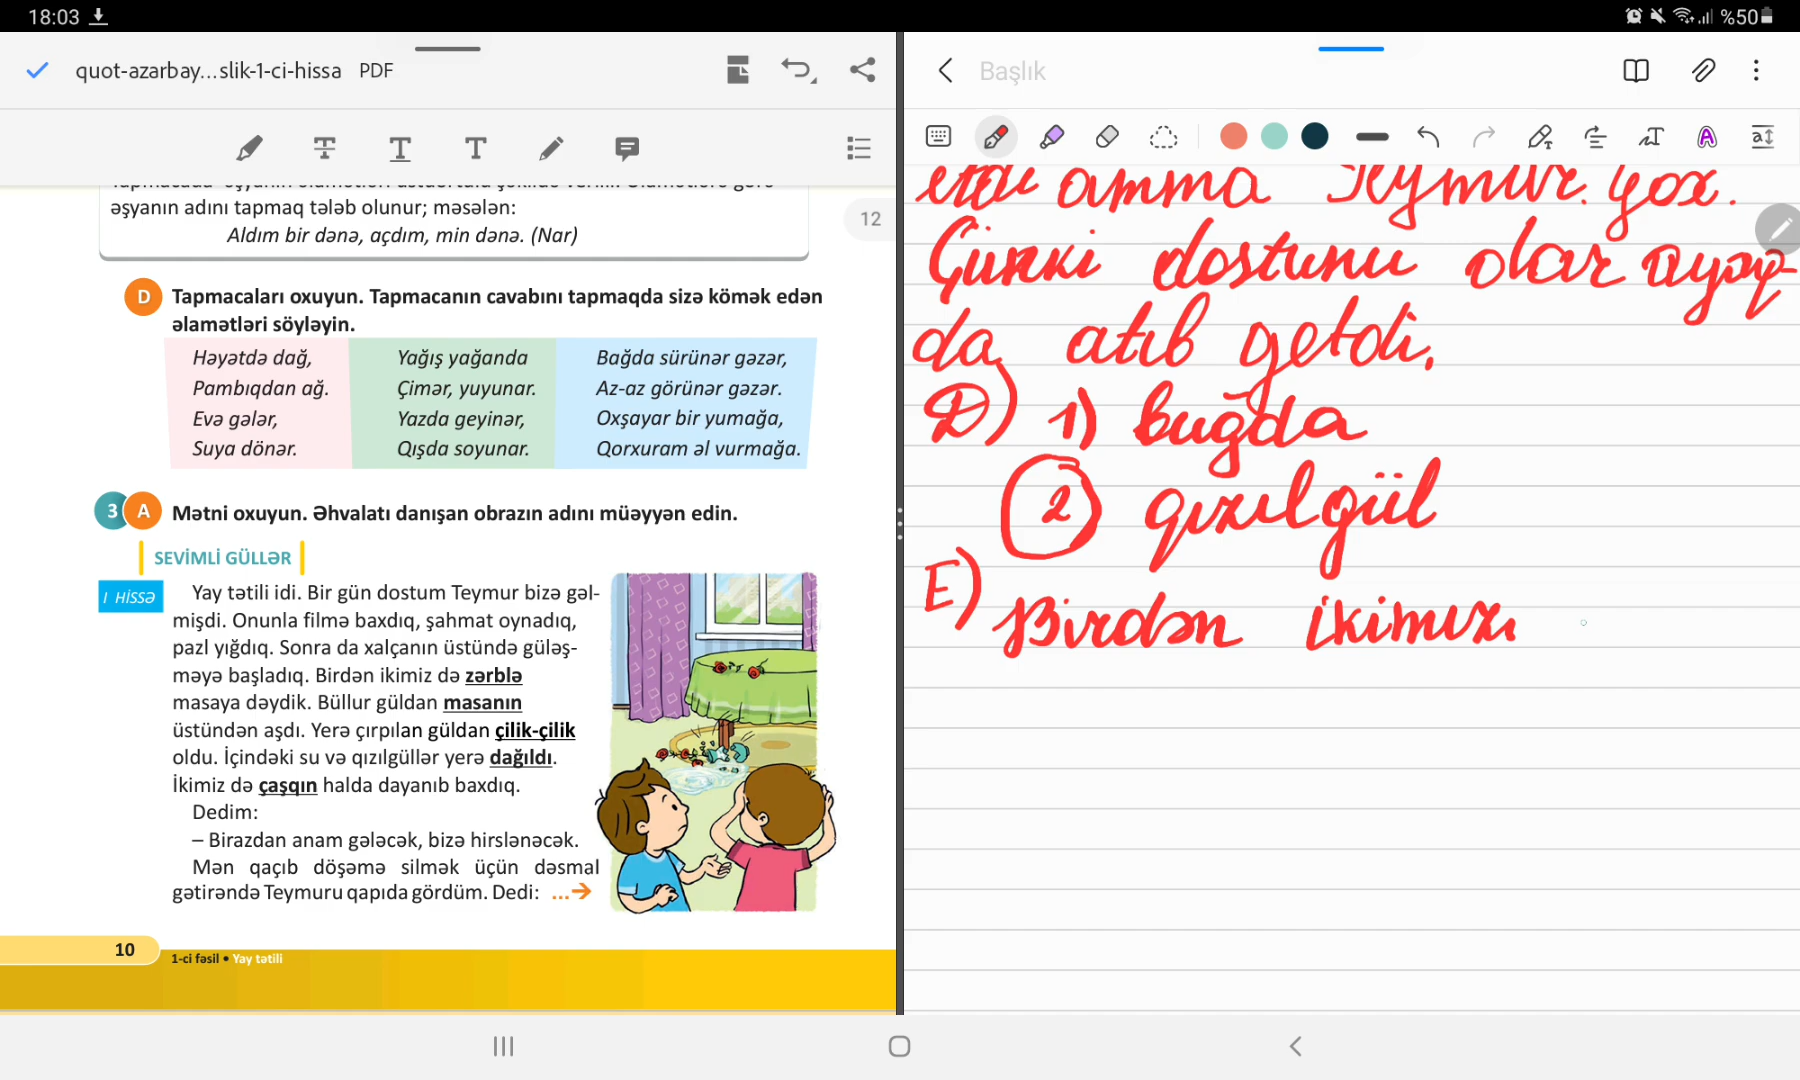 18:03
%50
quot-azarbay...slik-1-ci-hissa PDF
əşyanın adını tapmaq tələb olunur; məsələn:
Aldım bir dənə, açdım, min dənə. (Nar)
12
D Tapmacaları oxuyun. Tapmacanın cavabını tapmaqda sizə kömək edən
əlamətləri söyləyin.
Həyətdə dağ,
Pambıqdan ağ.
Evə gələr,
Suya dönər.
Yağış yağanda
Çimər, yuyunar.
Yazda geyinər,
Qışda soyunar.
Bağda sürünər gəzər,
Az-az görünər gəzər.
Oxşayar bir yumağa,
Qorxuram əl vurmağa.
3 A Mətni oxuyun. Əhvalatı danışan obrazın adını müəyyən edin.
SEVİMLİ GÜLLƏR
I HİSSƏ
Yay tətili idi. Bir gün dostum Teymur bizə gəl-
mişdi. Onunla filmə baxdıq, şahmat oynadıq,
pazl yığdıq. Sonra da xalçanın üstündə güləş-
məyə başladıq. Birdən ikimiz də zərblə
masaya dəydik. Büllur güldan masanın
üstündən aşdı. Yerə çırpılan güldan çilik-çilik
oldu. İçindəki su və qızılgüllər yerə dağıldı.
İkimiz də çaşqın halda dayanıb baxdıq.
Dedim:
– Birazdan anam gələcək, bizə hirslənəcək.
Mən qaçıb döşəmə silmək üçün dəsmal
gətirəndə Teymuru qapıda gördüm. Dedi: ...
10
1-ci fəsil • Yay tətili
Başlık
amma Teymur. yox.
Çünki dostunu olar
da atıb getdi.
D) 1) buğda
2 qızılgül
E) Birdən ikimizı